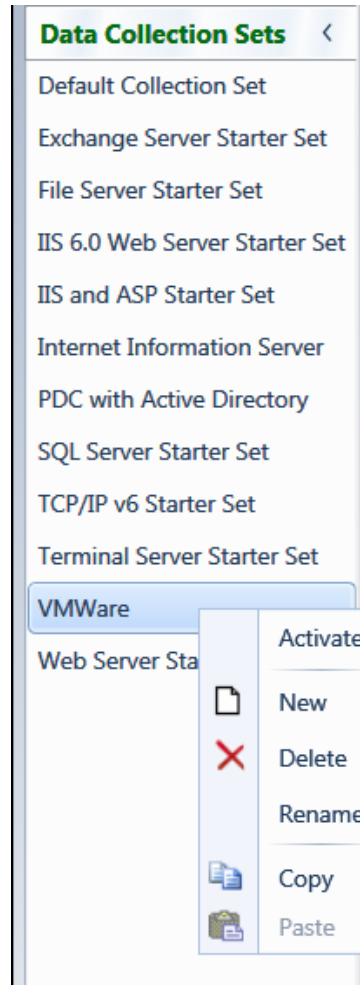 Data Collection Sets
Default Collection Set
Exchange Server Starter Set
File Server Starter Set
IIS 6.0 Web Server Starter Set
IIS and ASP Starter Set
Internet Information Server
PDC with Active Directory
SQL Server Starter Set
TCP/IP v6 Starter Set
Terminal Server Starter Set
VMWare
Web Server Sta
Activate
New
Delete
Rename
Copy
Paste